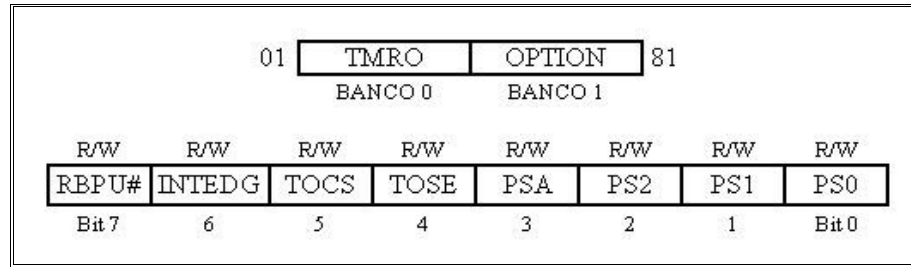 01 TMRO OPTION 81
BANCO 0 BANCO 1
R/W R/W R/W R/W R/W R/W R/W R/W
RBPU# INTEDG TOCS TOSE PSA PS2 PS1 PS0
Bit 7 6 5 4 3 2 1 Bit 0